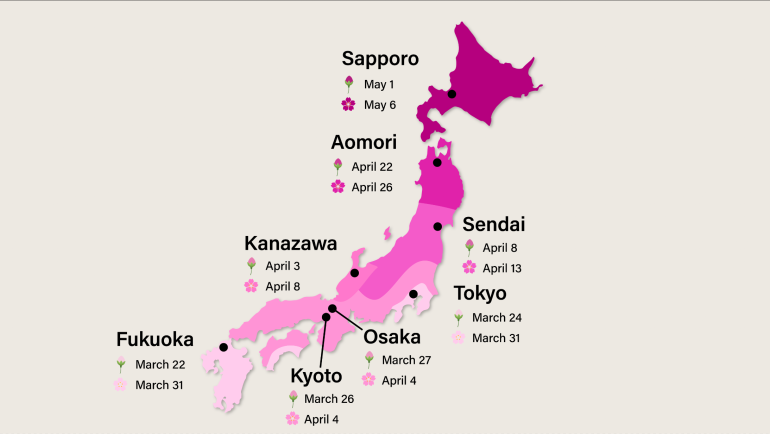 Sapporo
May 1
May 6
Aomori
April 22
April 26
Sendai
April 8
April 13
Kanazawa
April 3
April 8
Tokyo
March 24
March 31
Fukuoka
March 22
March 31
Osaka
March 27
April 4
Kyoto
March 26
April 4